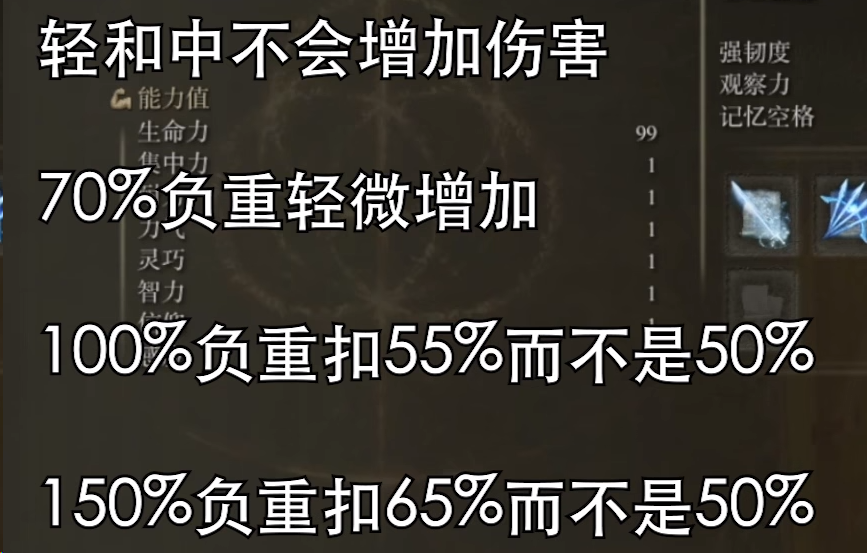 轻和中不会增加伤害
强韧度
观察力
记忆空格
能力值
生命力 99
集中力 1
1
70%负重轻微增加
力气 1
灵巧 1
智力 1
1
100%负重扣55%而不是50%
150%负重扣65%而不是50%